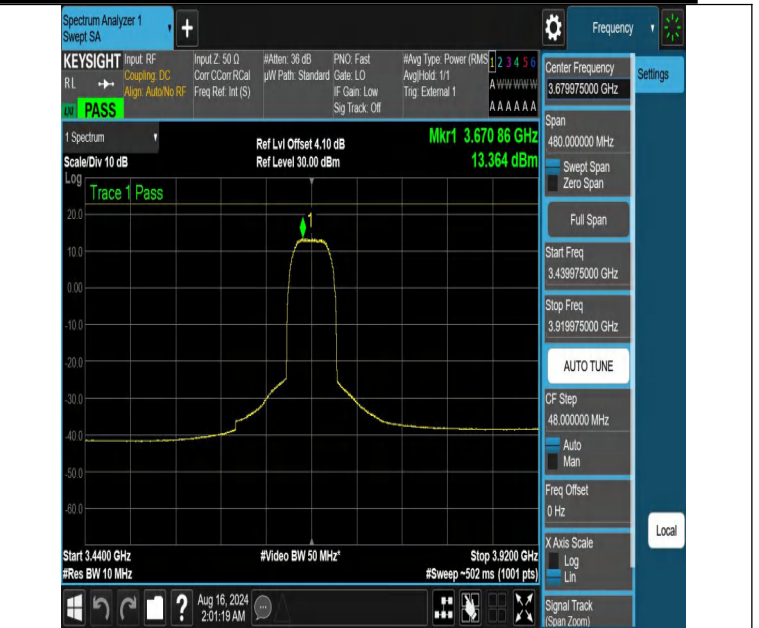 Spectrum Analyzer 1
Swept SA
Frequency
KEYSIGHT
RL
PASS
Input: RF
Coupling: DC
Align: Auto/No RF
Input Z: 50 Ω
Corr CCorr RCal
Freq Ref: Int (S)
#Atten: 36 dB
µW Path: Standard
PNO: Fast
Gate: LO
IF Gain: Low
Sig Track: Off
#Avg Type: Power (RMS
Avg|Hold: 1/1
Trig: External 1
1 2 3 4 5 6
A W W W W W
A A A A A A
1 Spectrum
Scale/Div 10 dB
Ref Lvl Offset 4.10 dB
Ref Level 30.00 dBm
Mkr1 3.670 86 GHz
13.364 dBm
Log
Trace 1 Pass
1
20.0
10.0
0.00
-10.0
-20.0
-30.0
-40.0
-50.0
-60.0
Start 3.4400 GHz
#Res BW 10 MHz
#Video BW 50 MHz*
Stop 3.9200 GHz
#Sweep ~502 ms (1001 pts)
Aug 16, 2024
2:01:19 AM
Center Frequency
3.679975000 GHz
Settings
Span
480.000000 MHz
Swept Span
Zero Span
Full Span
Start Freq
3.439975000 GHz
Stop Freq
3.919975000 GHz
AUTO TUNE
CF Step
48.000000 MHz
Auto
Man
Freq Offset
0 Hz
X Axis Scale
Log
Lin
Local
Signal Track
(Span Zoom)